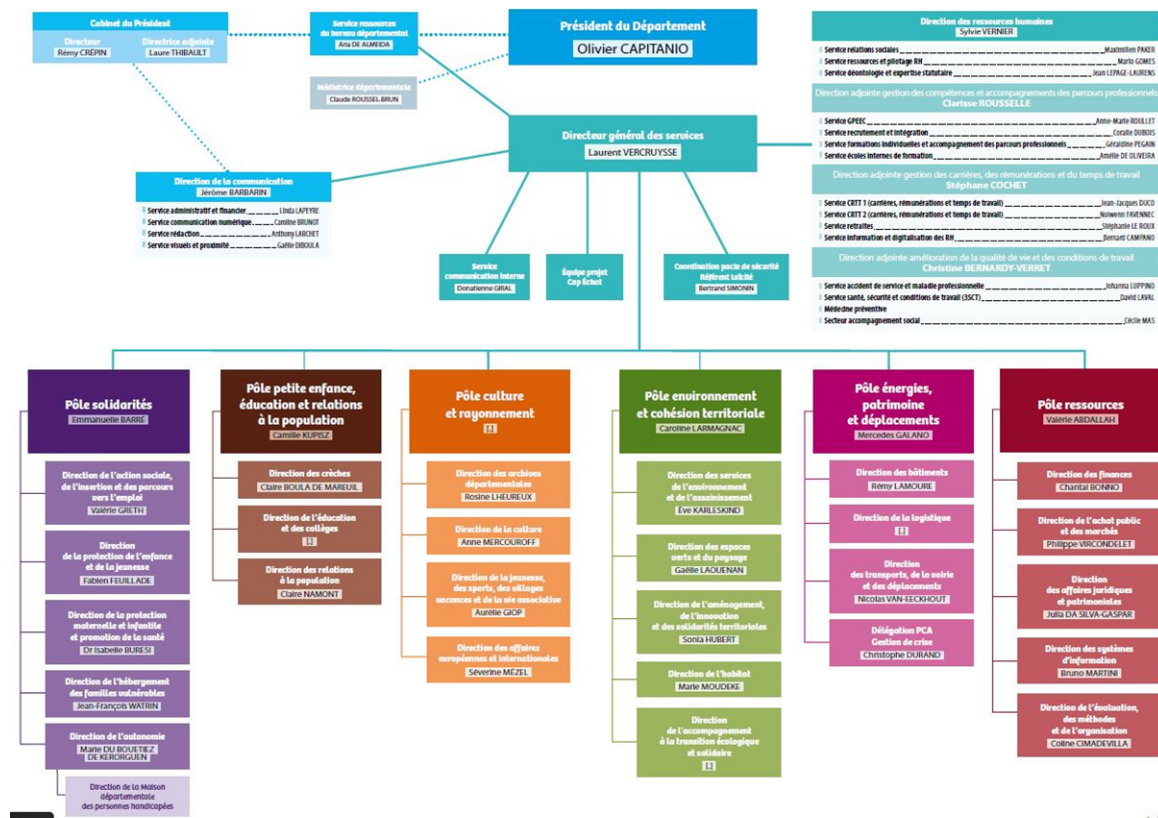 Cabinet du Président
Directeur
Rémy CRÉPIN
Directrice adjointe
Laure THIBAULT
Service ressources
du bureau départemental
Ana DE ALMEIDA
Médiatrice départementale
Claude ROUSSEL-BRUN
Président du Département
Olivier CAPITANIO
Directeur général des services
Laurent VERCRUYSSE
Direction de la communication
Jérôme BARBARIN
Service administratif et financier Linda LAPEYRE
Service communication numérique Caroline BRUNOT
Service rédaction Anthony LARCHET
Service visuels et proximité Gaëlle DIBOULA
Service
communication interne
Donatienne GIRAL
Équipe projet
Cap Échat
Coordination pacte de sécurité
Référent laïcité
Bertrand SIMONIN
Direction des ressources humaines
Sylvie VERNIER
Service relations sociales Maximilien PAKER
Service ressources et pilotage RH Mario GOMES
Service déontologie et expertise statutaire Jean LEPAGE-LAURENS
Direction adjointe gestion des compétences et accompagnements des parcours professionnels
Clarisse ROUSSELLE
Service GPEEC Anne-Marie ROULLET
Service recrutement et intégration Coralie DUBOIS
Service formations individuelles et accompagnement des parcours professionnels Géraldine PEGAIN
Service écoles internes de formation Amélie DE OLIVEIRA
Direction adjointe gestion des carrières, des rémunérations et du temps de travail
Stéphane COCHET
Service CRTT 1 (carrières, rémunérations et temps de travail) Jean-Jacques DUCO
Service CRTT 2 (carrières, rémunérations et temps de travail) Nolwenn FAVENNEC
Service retraites Stéphanie LE ROUX
Service information et digitalisation des RH Bernard CAMPANO
Direction adjointe amélioration de la qualité de vie et des conditions de travail
Christine BERNARDY-VERRET
Service accident de service et maladie professionnelle Johanna LUPPINO
Service santé, sécurité et conditions de travail (3SCT) David LAVAL
Médecine préventive
Secteur accompagnement social Cécile MAS
Pôle solidarités
Emmanuelle BARRÉ
Direction de l'action sociale,
de l'insertion et des parcours
vers l'emploi
Valérie GRETH
Direction
de la protection de l'enfance
et de la jeunesse
Fabien FEUILLADE
Direction de la protection
maternelle et infantile
et promotion de la santé
Dr Isabelle BURESI
Direction de l'hébergement
des familles vulnérables
Jean-François WATRIN
Direction de l'autonomie
Marie DU BOUETIEZ
DE KERORGUEN
Direction de la Maison
départementale
des personnes handicapées
Pôle petite enfance,
éducation et relations
à la population
Camille KUPISZ
Direction des crèches
Claire BOULA DE MAREUIL
Direction de l'éducation
et des collèges
[.]
Direction des relations
à la population
Claire NAMONT
Pôle culture
et rayonnement
[.]
Direction des archives
départementales
Rosine LHEUREUX
Direction de la culture
Anne MERCOUROFF
Direction de la jeunesse,
des sports, des villages
vacances et de la vie associative
Aurélie GIOP
Direction des affaires
européennes et internationales
Séverine MÉZEL
Pôle environnement
et cohésion territoriale
Caroline LARMAGNAC
Direction des services
de l'environnement
et de l'assainissement
Ève KARLESKIND
Direction des espaces
verts et du paysage
Gaëlle LAOUENAN
Direction de l'aménagement,
de l'innovation
et des solidarités territoriales
Sonia HUBERT
Direction de l'habitat
Marie MOUDEKE
Direction
de l'accompagnement
à la transition écologique
et solidaire
[.]
Pôle énergies,
patrimoine
et déplacements
Mercedes GALANO
Direction des bâtiments
Rémy LAMOURE
Direction de la logistique
[.]
Direction
des transports, de la voirie
et des déplacements
Nicolas VAN-EECKHOUT
Délégation PCA
Gestion de crise
Christophe DURAND
Pôle ressources
Valérie ABDALLAH
Direction des finances
Chantal BONNO
Direction de l'achat public
et des marchés
Philippe VIRCONDELET
Direction
des affaires juridiques
et patrimoniales
Julia DA SILVA-GASPAR
Direction des systèmes
d'information
Bruno MARTINI
Direction de l'évaluation,
des méthodes
et de l'organisation
Coline CIMADEVILLA